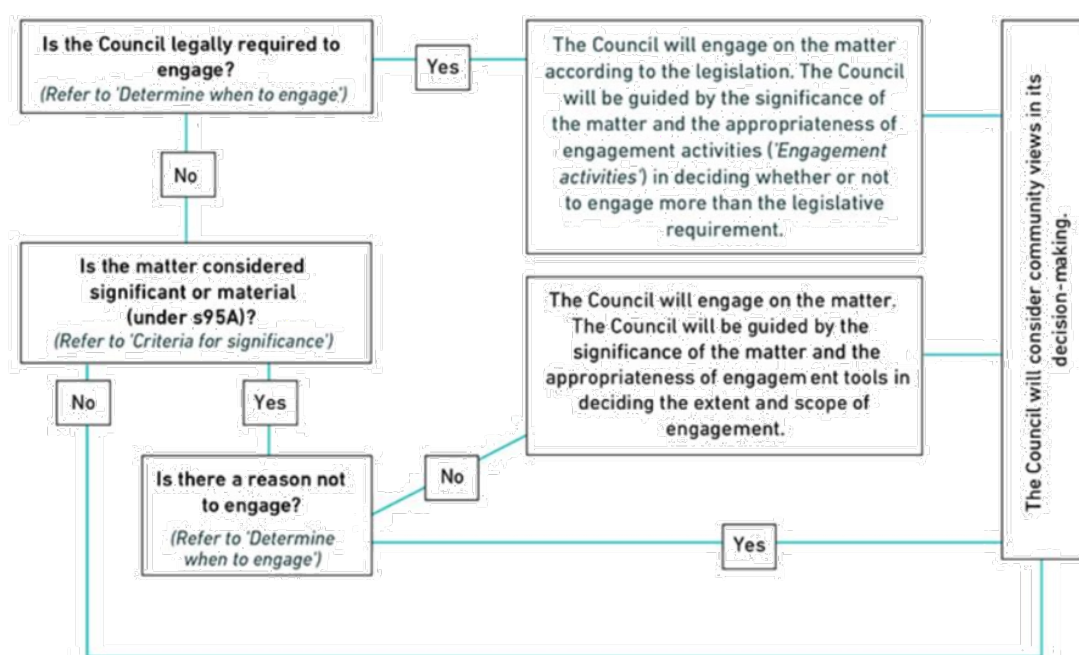 Is the Council legally required to
engage?
(Refer to 'Determine when to engage')
Yes
The Council will engage on the matter
according to the legislation. The Council
will be guided by the significance of
the matter and the appropriateness of
engagement activities ('Engagement
activities') in deciding whether or not
to engage more than the legislative
requirement.
No
Is the matter considered
significant or material
(under s95A)?
(Refer to 'Criteria for significance')
The Council will engage on the matter.
The Council will be guided by the
significance of the matter and the
appropriateness of engagement tools in
deciding the extent and scope of
engagement.
No
Yes
Is there a reason not
to engage?
(Refer to 'Determine
when to engage')
No
Yes
The Council will consider community views in its
decision-making.